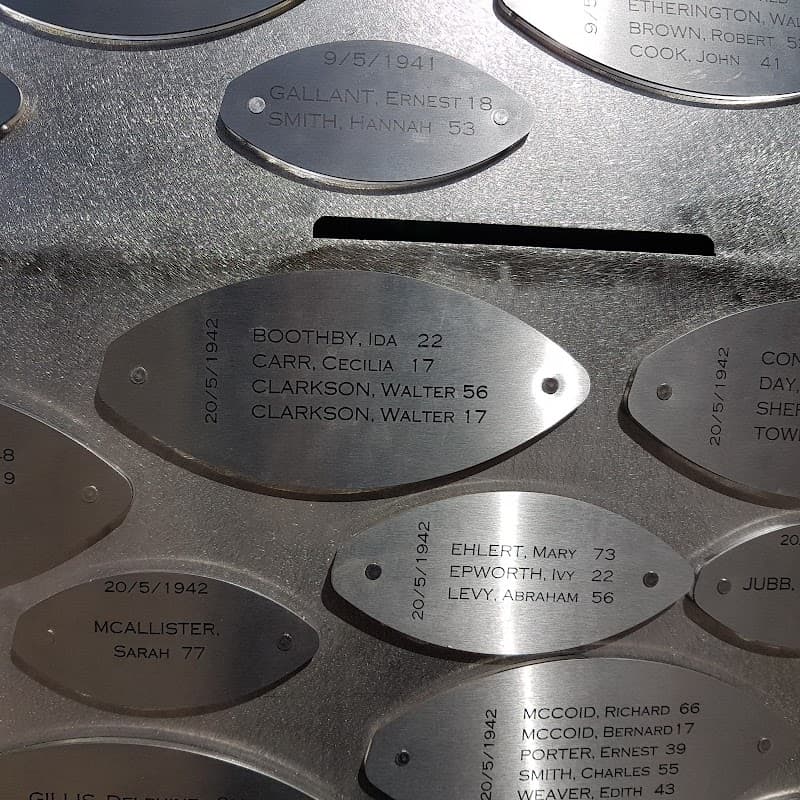 ETHERINGTON,
BROWN, ROBERT
COOK, JOHN 41
9/5/1941
GALLANT, ERNEST 18
SMITH, HANNAH 53
20/5/1942
BOOTHBY, IDA 22
CARR, CECILIA 17
CLARKSON, WALTER 56
CLARKSON, WALTER 17
20/5/1942
DAY,
20/5/1942
EHLERT, MARY 73
EPWORTH, IVY 22
LEVY, ABRAHAM 56
JUBB,
20/5/1942
MCALLISTER,
SARAH 77
20/5/1942
MCCOID, RICHARD 66
MCCOID, BERNARD 17
PORTER, ERNEST 39
SMITH, CHARLES 55
WEAVER, EDITH 43